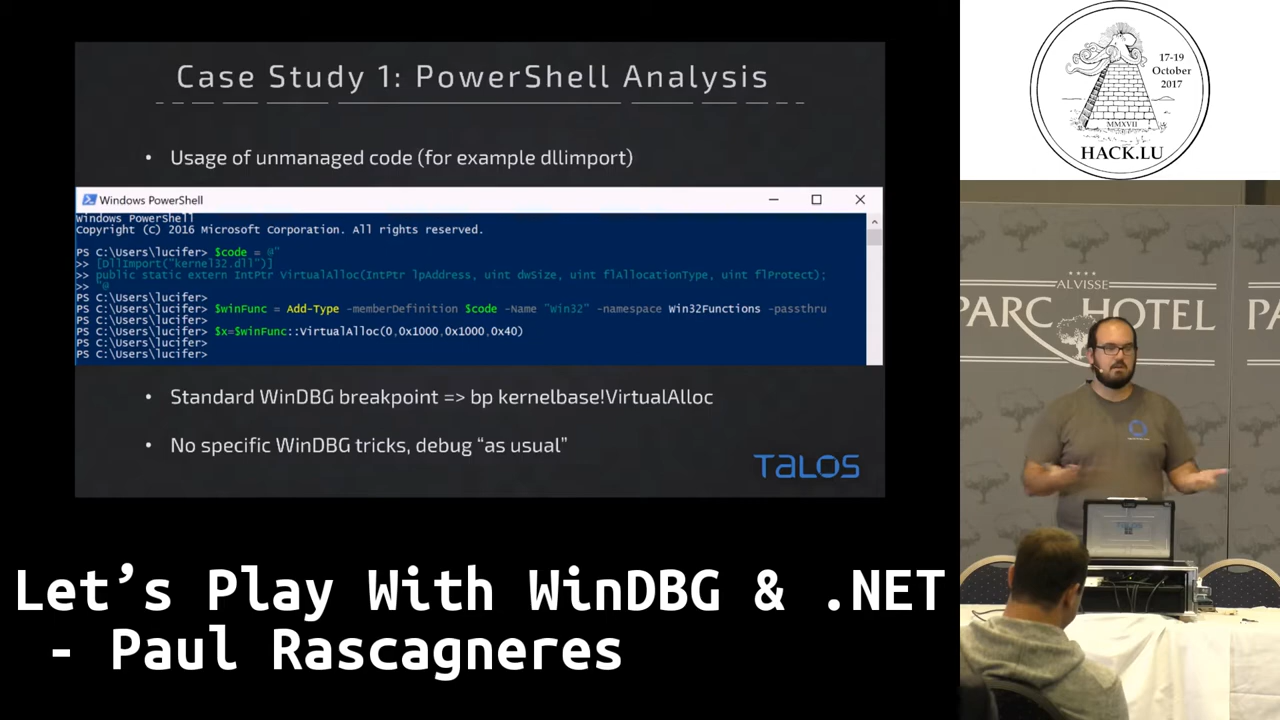 Case Study 1: PowerShell Analysis
• Usage of unmanaged code (for example dllimport)
Windows PowerShell
Windows PowerShell
Copyright (C) 2016 Microsoft Corporation. All rights reserved.
PS C:\Users\lucifer> $code = @"
>> [DllImport("kernel32.dll")]
>> public static extern IntPtr VirtualAlloc(IntPtr lpAddress, uint dwSize, uint flAllocationType, uint flProtect);
>> "@
PS C:\Users\lucifer>
PS C:\Users\lucifer> $winFunc = Add-Type -memberDefinition $code -Name "Win32" -namespace Win32Functions -passthru
PS C:\Users\lucifer>
PS C:\Users\lucifer> $x=$winFunc::VirtualAlloc(0,0x1000,0x1000,0x40)
PS C:\Users\lucifer>
PS C:\Users\lucifer>
• Standard WinDBG breakpoint => bp kernelbase!VirtualAlloc
• No specific WinDBG tricks, debug “as usual”
TALOS
17-19
October
2017
MMXVII
HACK.LU
ALVISSE
PARC HOTEL
PA
TALOS
Let’s Play With WinDBG & .NET
- Paul Rascagneres